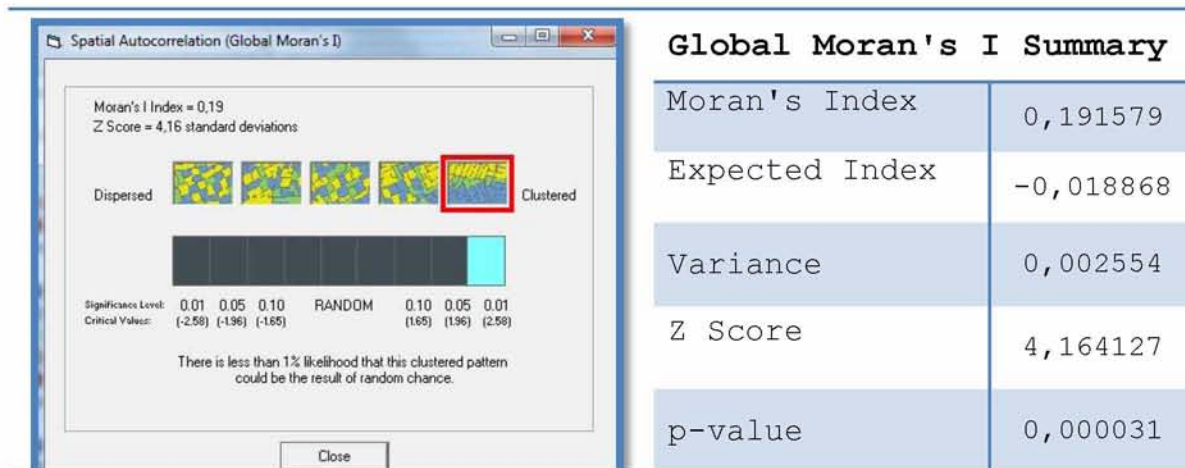 Spatial Autocorrelation (Global Moran's I)
Moran's I Index = 0,19
Z Score = 4,16 standard deviations
Dispersed
Clustered
Significance Level: 0.01 0.05 0.10 RANDOM 0.10 0.05 0.01
Critical Values: (-2.58) (-1.96) (-1.65) (1.65) (1.96) (2.58)
There is less than 1% likelihood that this clustered pattern
could be the result of random chance.
Close
Global Moran's I Summary
Moran's Index 0,191579
Expected Index -0,018868
Variance 0,002554
Z Score 4,164127
p-value 0,000031